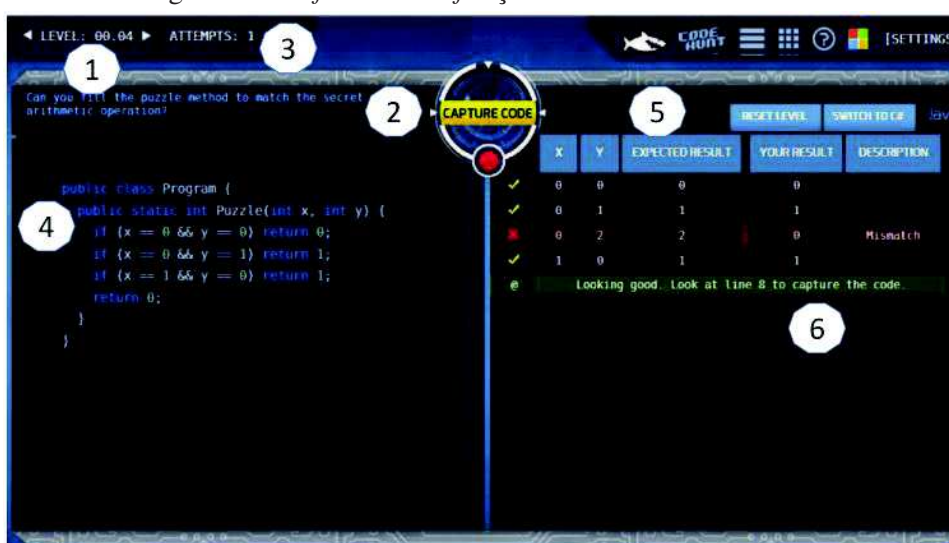 LEVEL: 00.04 ATTEMPTS: 1
3
CODE HUNT
?
[SETTINGS
1
Can you fill the puzzle method to match the secret
arithmetic operation?
2
CAPTURE CODE
5
RESET LEVEL SWITCH TO C# Jav
X Y EXPECTED RESULT YOUR RESULT DESCRIPTION
0 0 0 0
0 1 1 1
0 2 2 0 Mismatch
1 0 1 1
@ Looking good. Look at line 8 to capture the code.
6
4
public class Program {
public static int Puzzle(int x, int y) {
if (x == 0 && y == 0) return 0;
if (x == 0 && y == 1) return 1;
if (x == 1 && y == 0) return 1;
return 0;
}
}